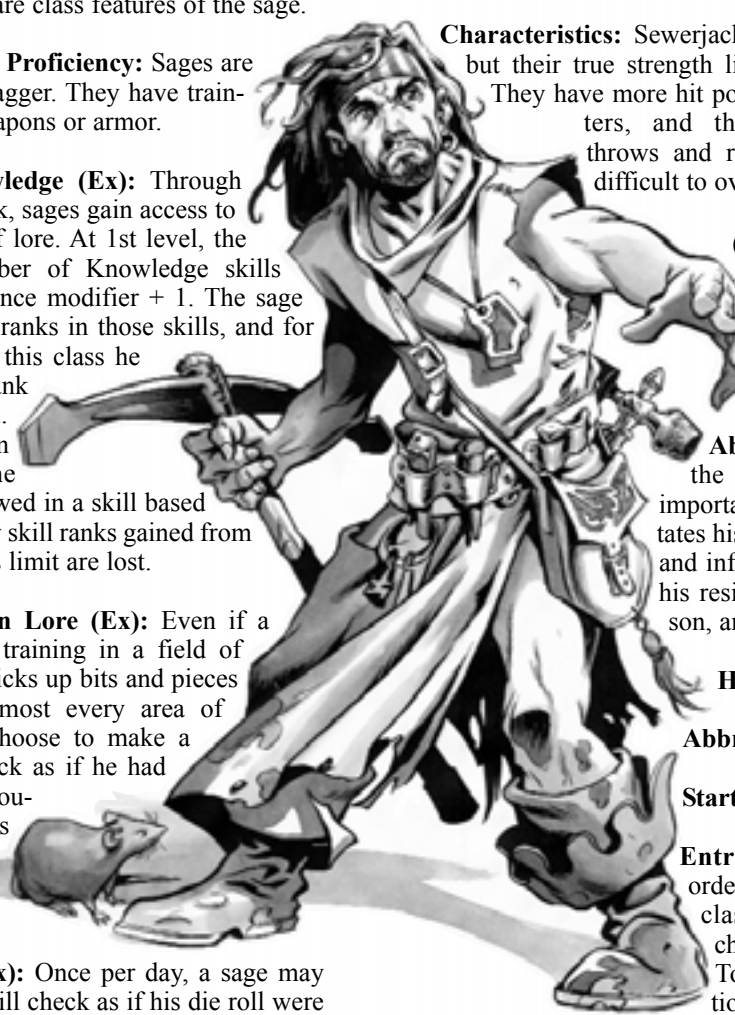 are class features of the sage.
Proficiency: Sages are
agger. They have train-
apons or armor.
ledge (Ex): Through
k, sages gain access to
f lore. At 1st level, the
ber of Knowledge skills
nce modifier + 1. The sage
ranks in those skills, and for
this class he
ank
.
n
ne
wed in a skill based
skill ranks gained from
limit are lost.
n Lore (Ex): Even if a
training in a field of
icks up bits and pieces
most every area of
hoose to make a
ck as if he had
ou-
s
x): Once per day, a sage may
ill check as if his die roll were
Characteristics: Sewerjack
but their true strength li
They have more hit po
ters, and th
throws and r
difficult to ov
(
Ab
the
importa
tates his
and inf
his resi
son, an
H
Abbr
Start
Entr
orde
clas
ch
To
tio